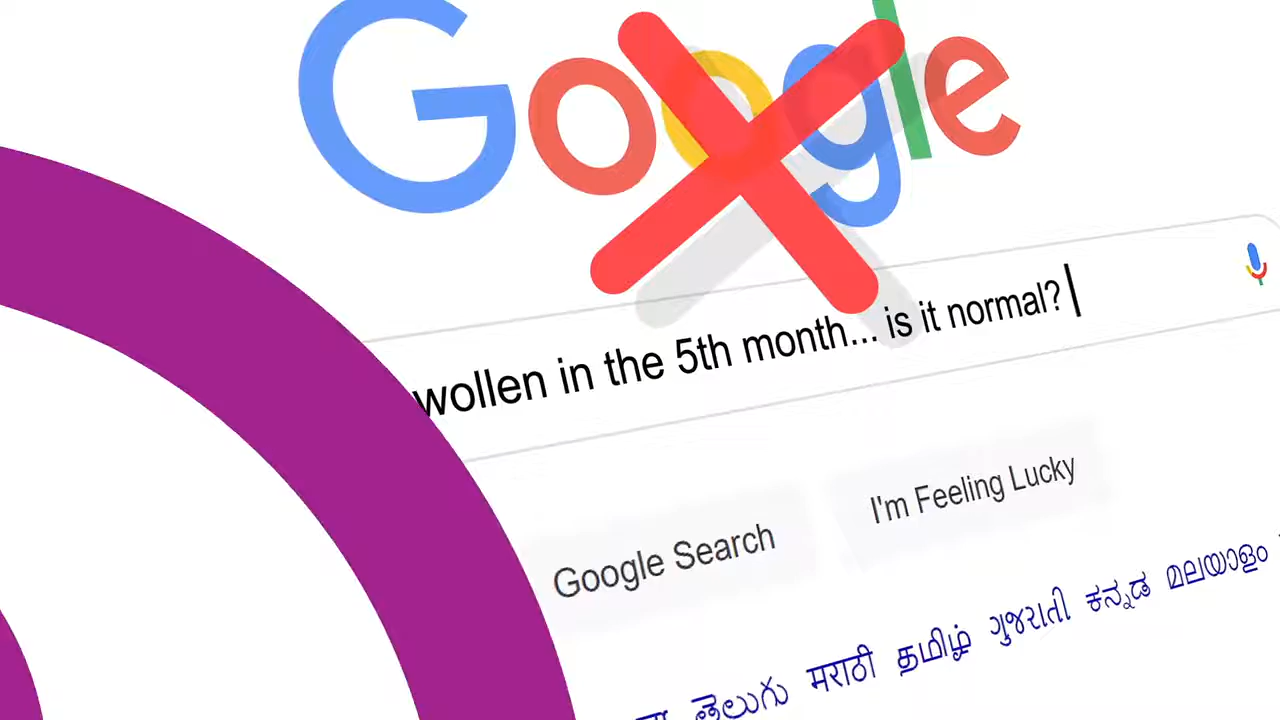 Google
wollen in the 5th month... is it normal?
Google Search
I'm Feeling Lucky
తెలుగు मराठी தமிழ் ગુજરાતી ಕನ್ನಡ മലയാളം